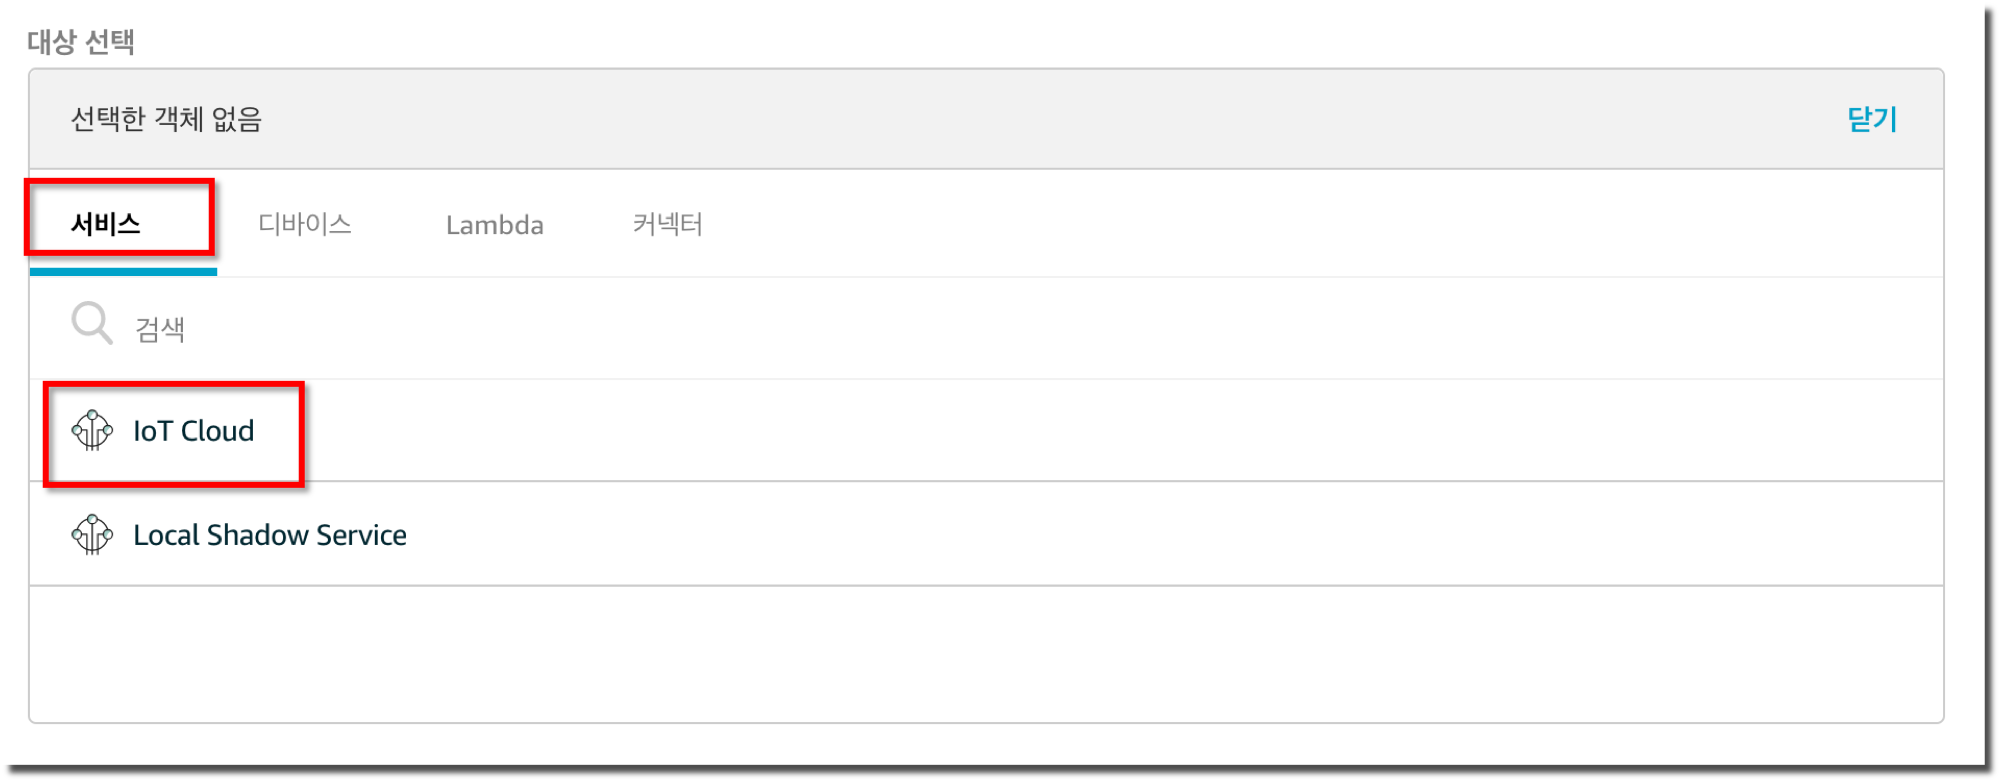 대상 선택
선택한 객체 없음 닫기
서비스 디바이스 Lambda 커넥터
검색
IoT Cloud
Local Shadow Service